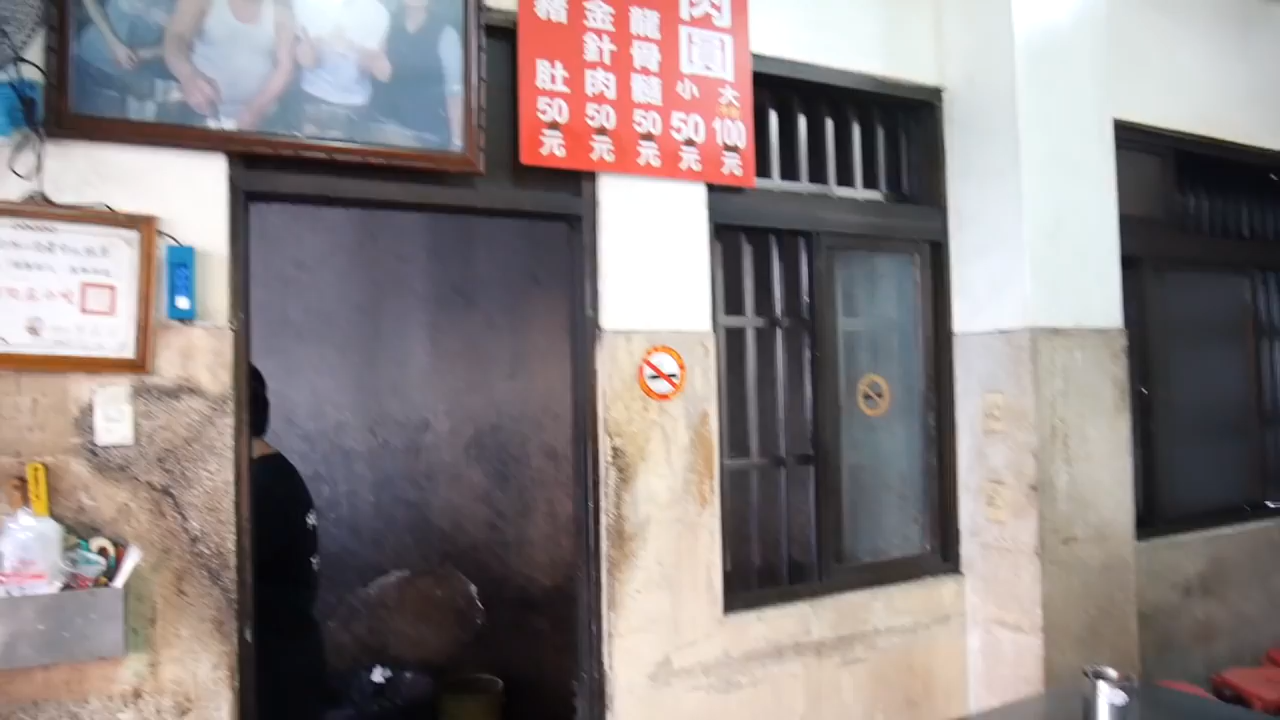 肉圓
大 100元
小 50元
龍骨髓 50元
金針肉 50元
豬肚 50元